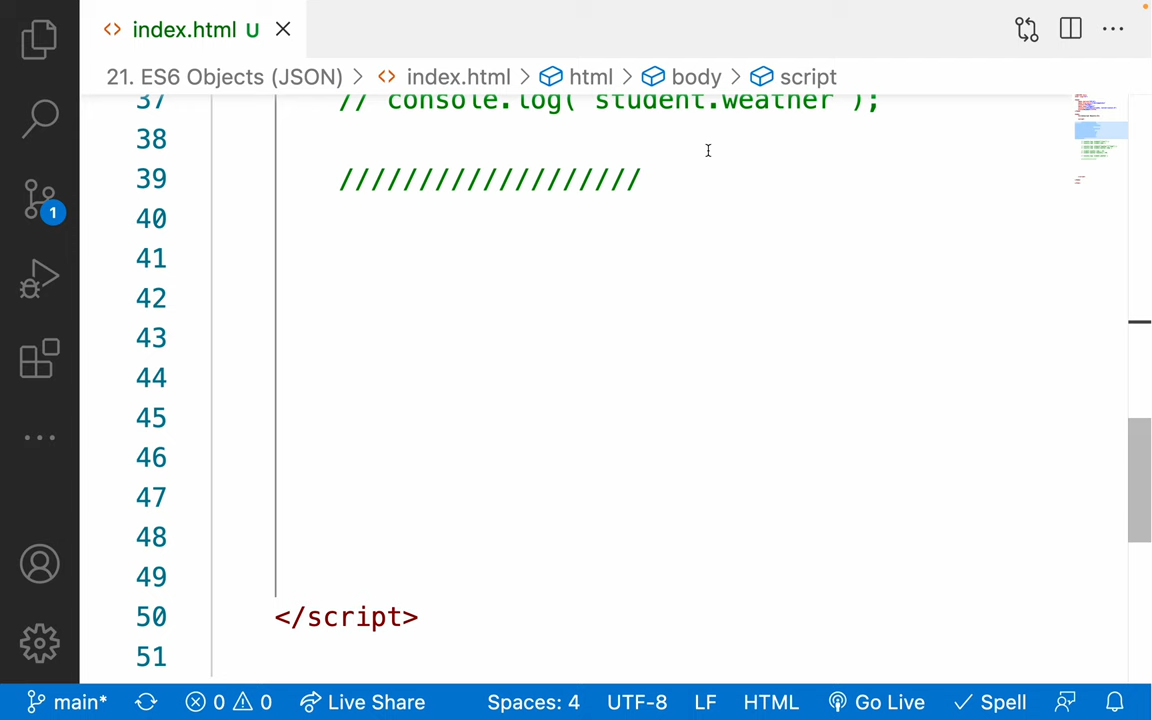 index.html U
21. ES6 Objects (JSON) > index.html > html > body > script
37 // console.log( student.weather );
38
39 ///////////////////
40
41
42
43
44
45
46
47
48
49
50 </script>
51
1
main* 0 0 Live Share Spaces: 4 UTF-8 LF HTML Go Live Spell